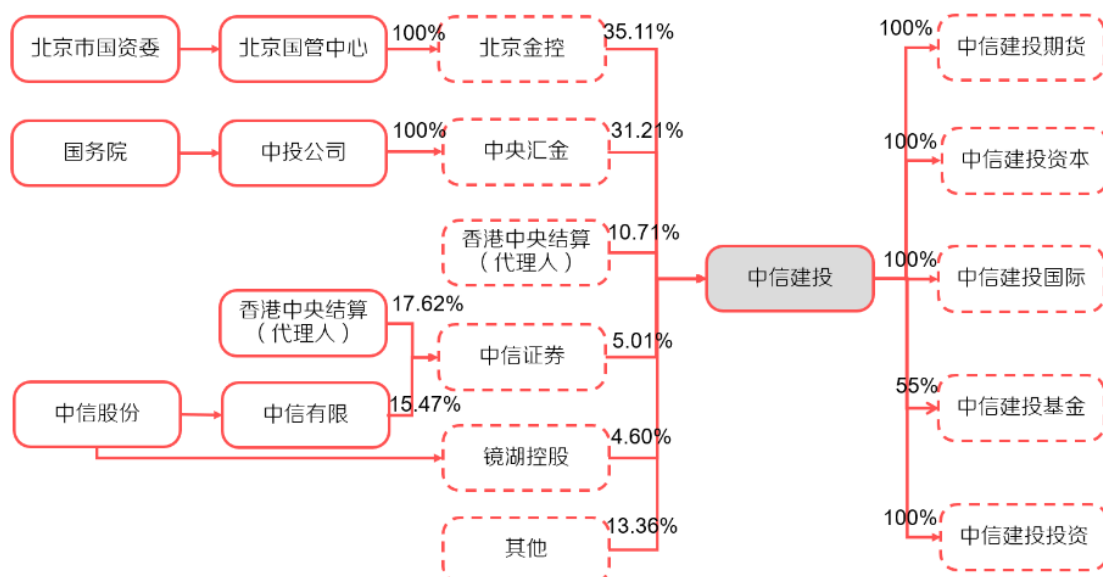 北京市国资委
北京国管中心
100%
北京金控
35.11%
100%
中信建投期货
国务院
中投公司
100%
中央汇金
31.21%
100%
中信建投资本
香港中央结算
（代理人）
10.71%
中信建投
100%
中信建投国际
香港中央结算
（代理人）
17.62%
中信证券
5.01%
中信股份
中信有限
15.47%
55%
中信建投基金
镜湖控股
4.60%
其他
13.36%
100%
中信建投投资